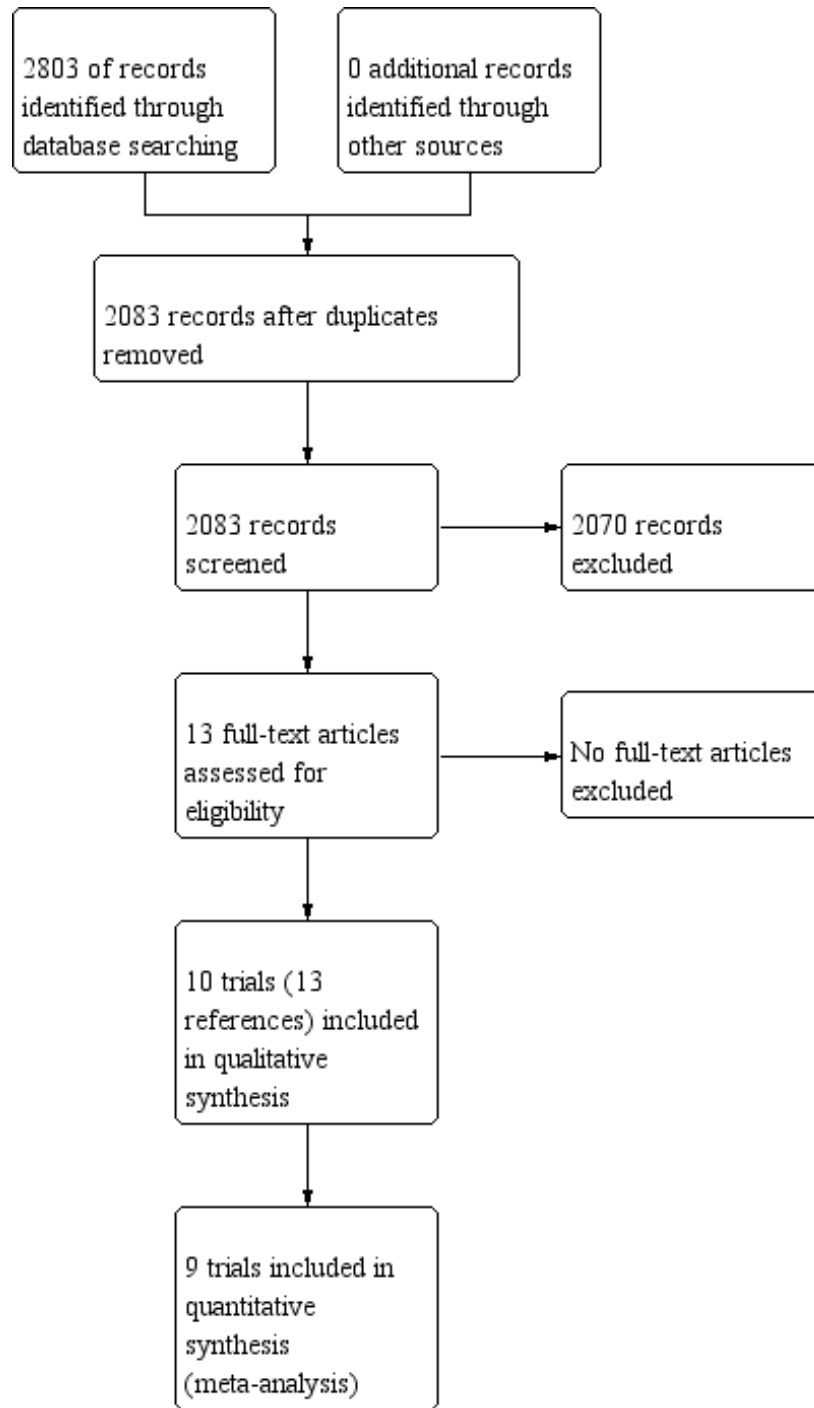 2803 of records
identified through
database searching
0 additional records
identified through
other sources
2083 records after duplicates
removed
2083 records
screened
2070 records
excluded
13 full-text articles
assessed for
eligibility
No full-text articles
excluded
10 trials (13
references) included
in qualitative
synthesis
9 trials included in
quantitative
synthesis
(meta-analysis)